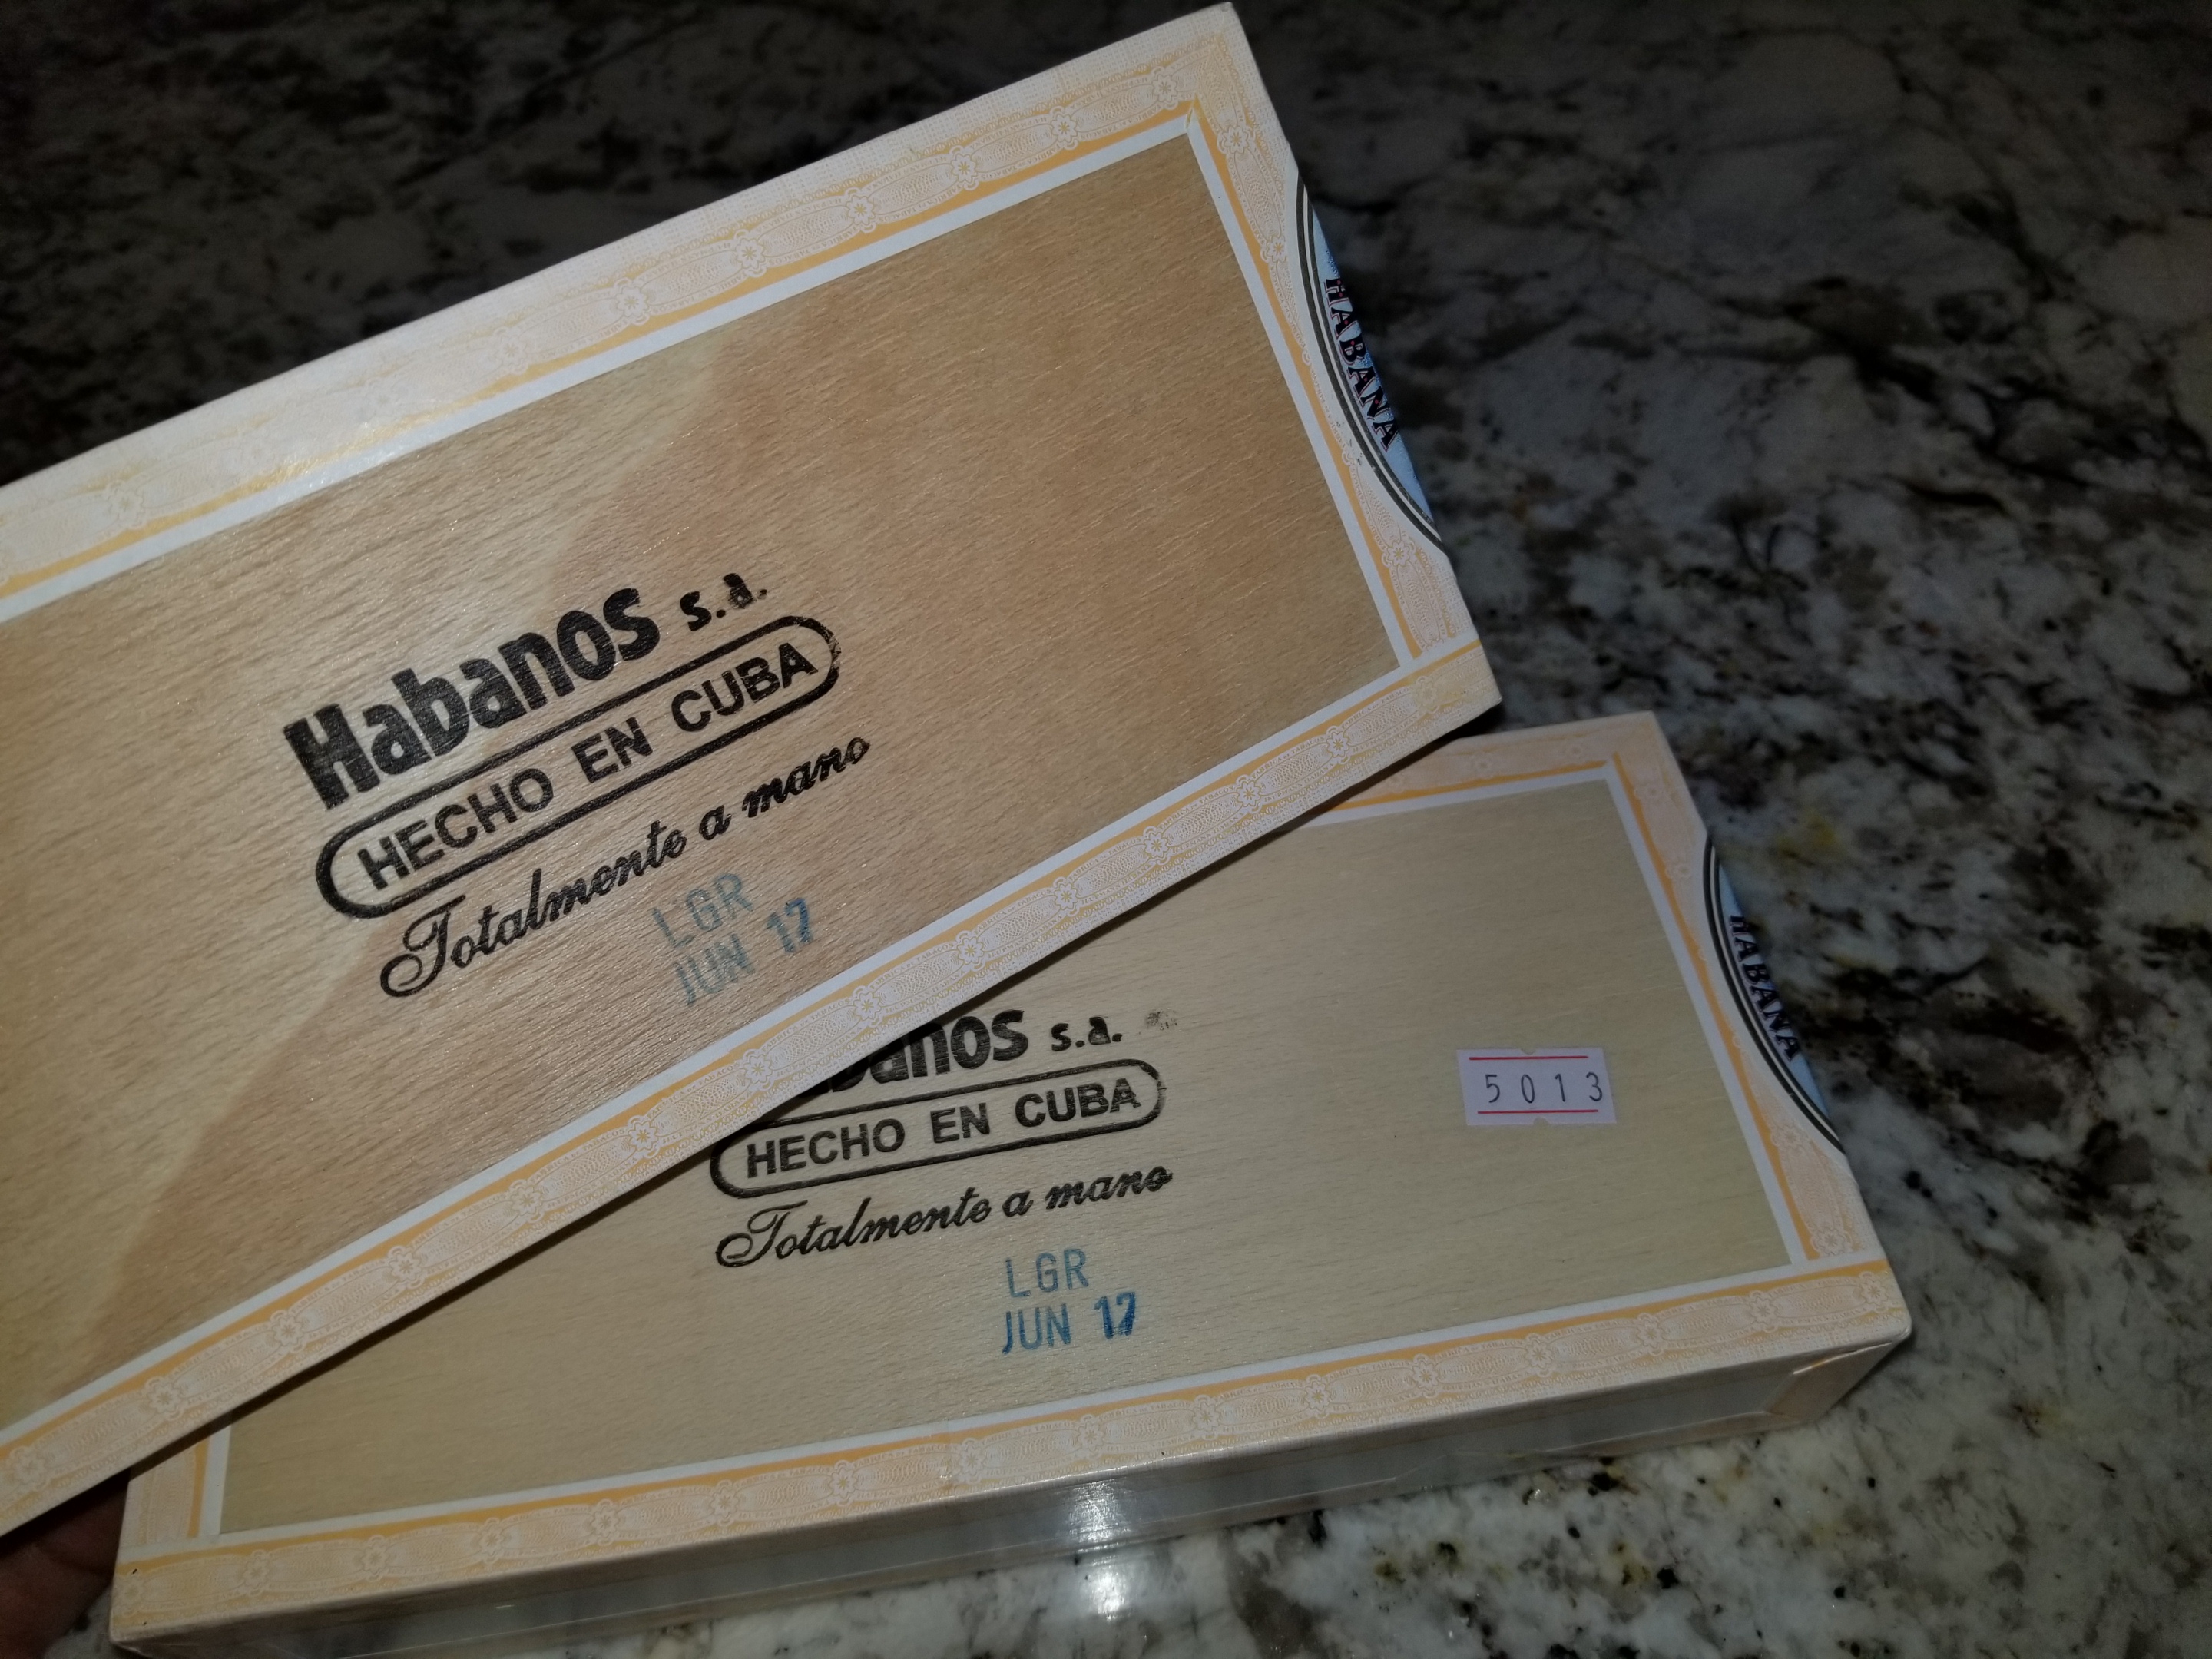 HABANA
Habanos s.a.
HECHO EN CUBA
Totalmente a mano
LGR
JUN 17
HABANA
banos s.a.
HECHO EN CUBA
Totalmente a mano
LGR
JUN 17
5013